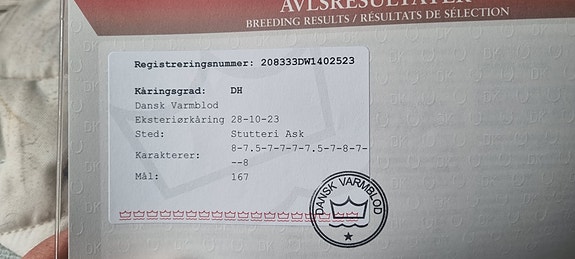 AVLSRESULTATER
BREEDING RESULTS / RÉSULTATS DE SÉLECTION
Registreringsnummer: 208333DW1402523
Kåringsgrad: DH
Dansk Varmblod
Eksteriørkåring 28-10-23
Sted: Stutteri Ask
Karakterer: 8-7.5-7-7-7-7.5-7-8-7-
--8
Mål: 167
DANSK VARMBLOD